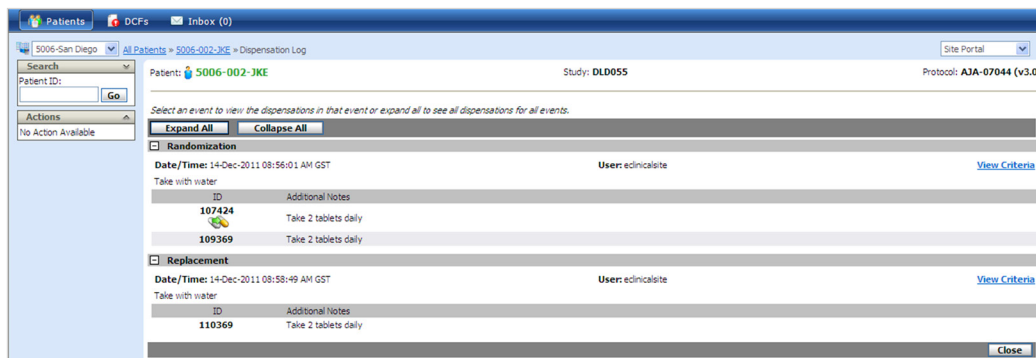 Patients DCFs Inbox (0)
5006-San Diego All Patients » 5006-002-JKE » Dispensation Log Site Portal
Search
Patient ID:
Go
Actions
No Action Available
Patient: 5006-002-JKE Study: DLD055 Protocol: AJA-07044 (v3.0
Select an event to view the dispensations in that event or expand all to see all dispensations for all events.
Expand All Collapse All
Randomization
Date/Time: 14-Dec-2011 08:56:01 AM GST User: eclinicalsite View Criteria
Take with water
ID Additional Notes
107424 Take 2 tablets daily
109369 Take 2 tablets daily
Replacement
Date/Time: 14-Dec-2011 08:58:49 AM GST User: eclinicalsite View Criteria
Take with water
ID Additional Notes
110369 Take 2 tablets daily
Close